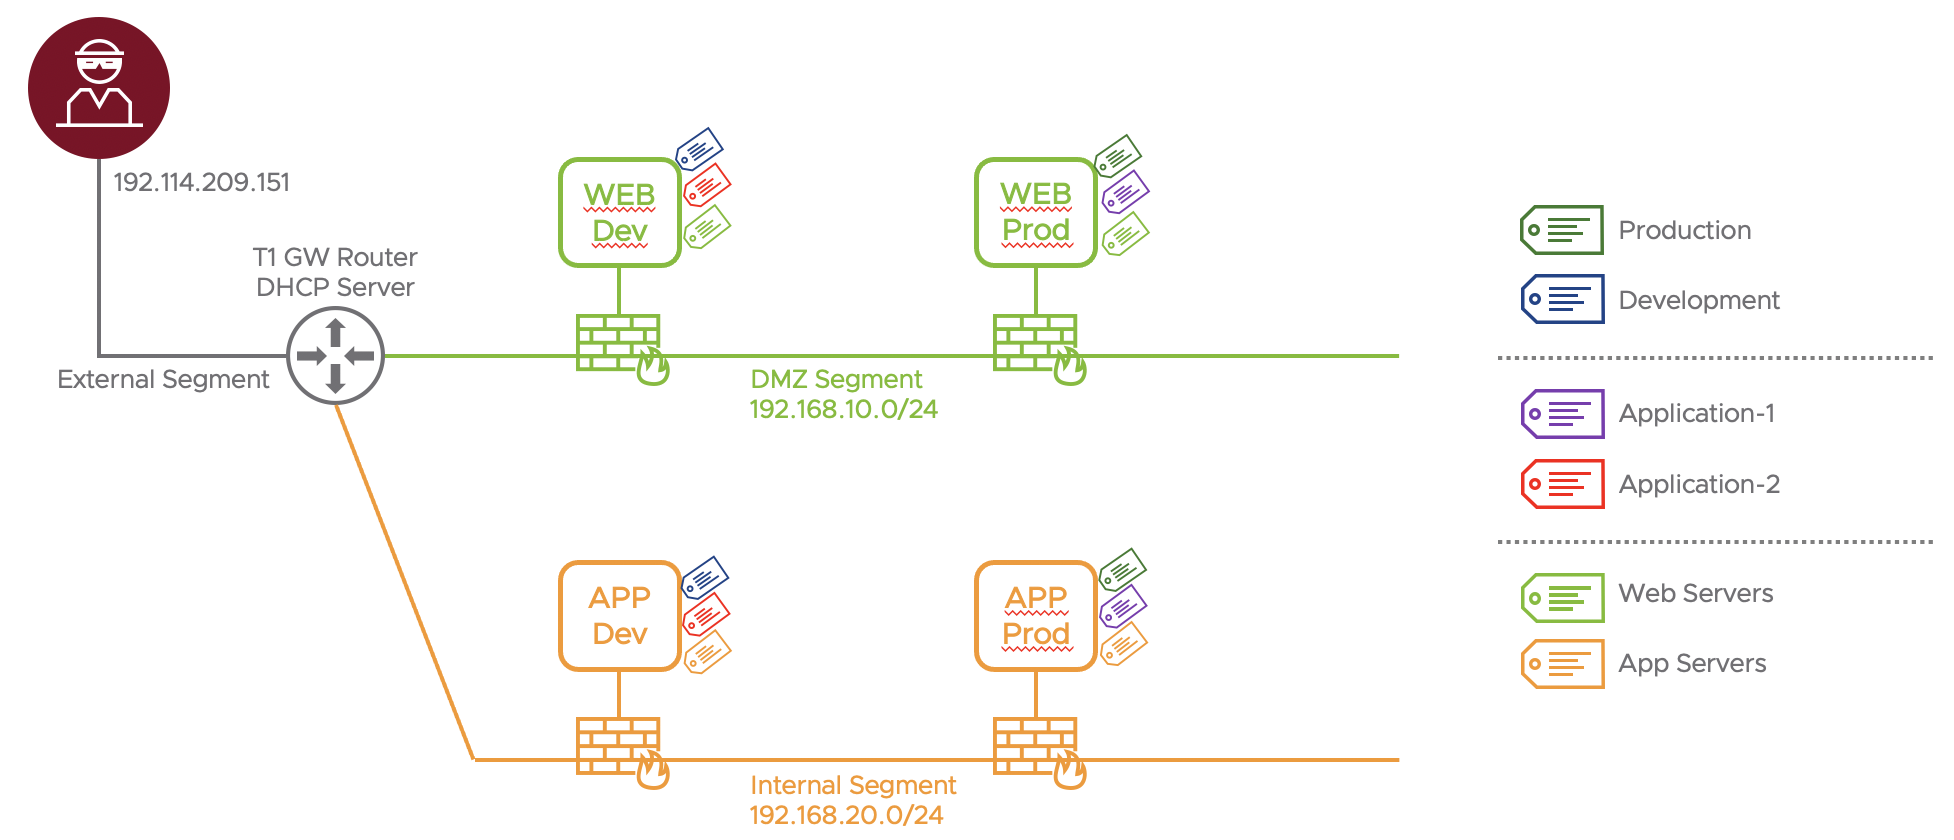 192.114.209.151
T1 GW Router
DHCP Server
External Segment
WEB
Dev
WEB
Prod
DMZ Segment
192.168.10.0/24
APP
Dev
APP
Prod
Internal Segment
192.168.20.0/24
Production
Development
Application-1
Application-2
Web Servers
App Servers